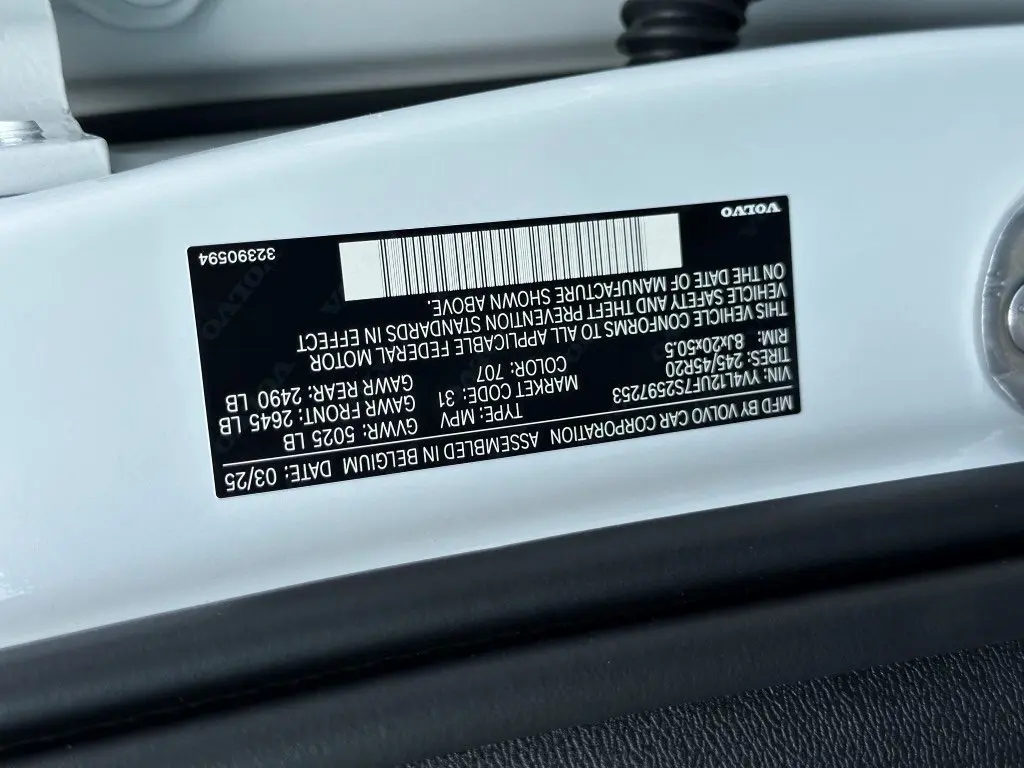 MFD BY VOLVO CAR CORPORATION ASSEMBLED IN BELGIUM DATE: 03/25
VIN: YV4L12UF7S2597253 TYPE: MPV GVWR: 5025 LB
TIRES: 245/45R20 MARKET CODE: 31 GAWR FRONT: 2645 LB
RIM: 8Jx20x50.5 COLOR: 707 GAWR REAR: 2490 LB
THIS VEHICLE CONFORMS TO ALL APPLICABLE FEDERAL MOTOR
VEHICLE SAFETY AND THEFT PREVENTION STANDARDS IN EFFECT
ON THE DATE OF MANUFACTURE SHOWN ABOVE.
VOLVO 32390594